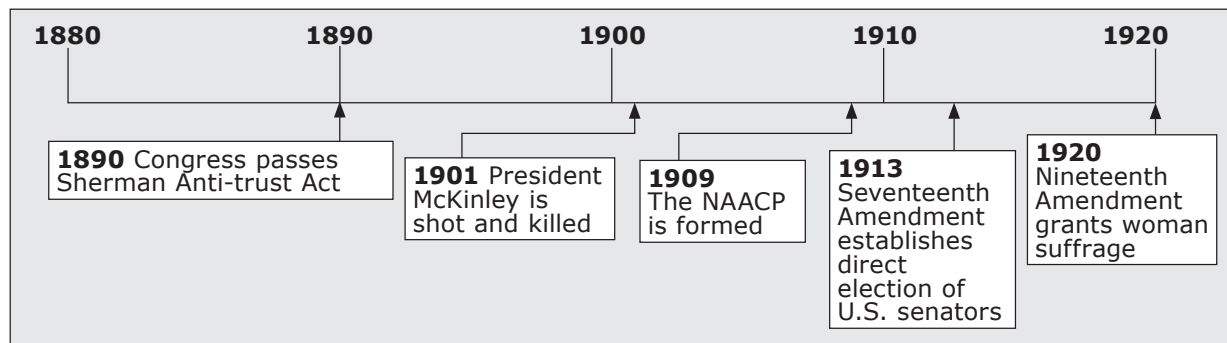 1880 1890 1900 1910 1920
1890 Congress passes
Sherman Anti-trust Act
1901 President
McKinley is
shot and killed
1909
The NAACP
is formed
1913
Seventeenth
Amendment
establishes
direct
election of
U.S. senators
1920
Nineteenth
Amendment
grants woman
suffrage